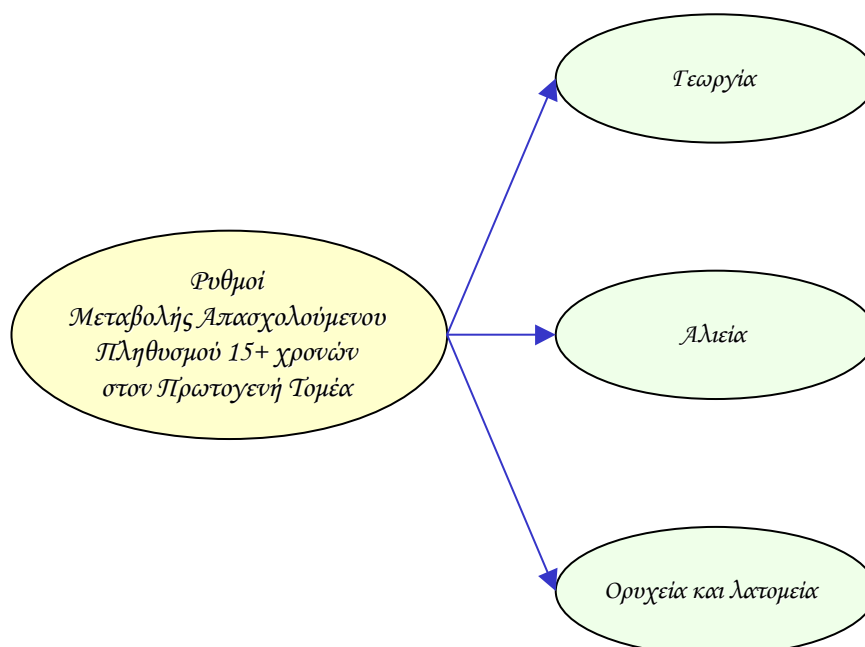 Γεωργία
Ρυθμοί
Μεταβολής Απασχολούμενου
Πληθυσμού 15+ χρονών
στον Πρωτογενή Τομέα
Αλιεία
Ορυχεία και λατομεία